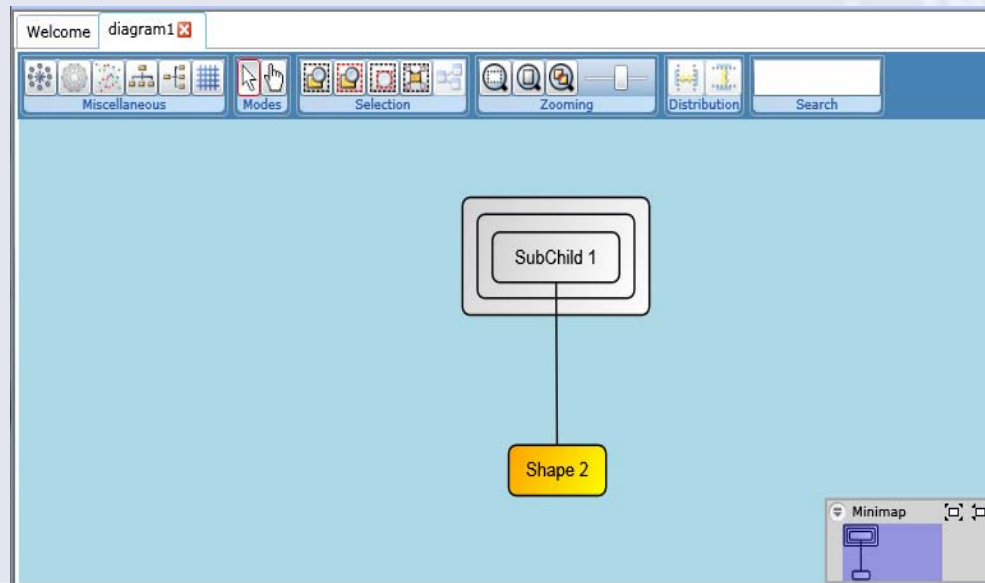 Welcome diagram1
Miscellaneous Modes Selection Zooming Distribution Search
SubChild 1
Shape 2
Minimap